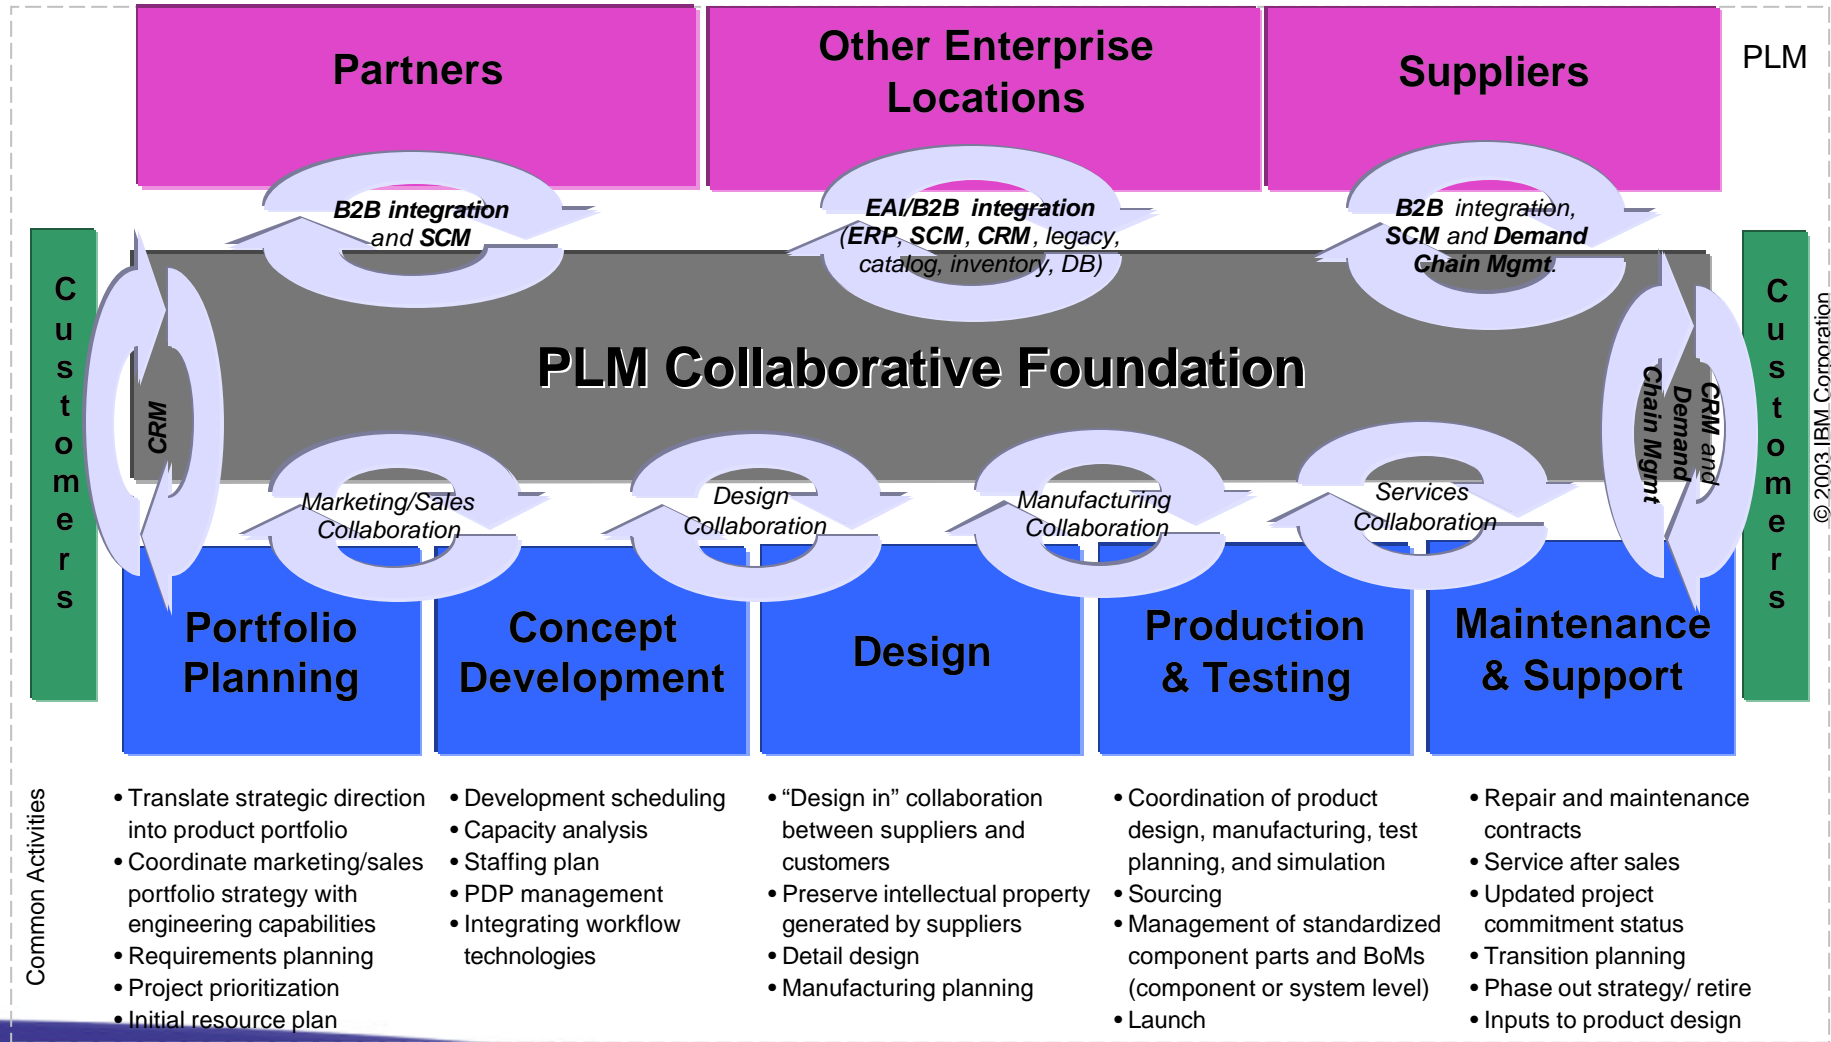 Partners
Other Enterprise
Locations
Suppliers
PLM
B2B integration
and SCM
EAI/B2B integration
(ERP, SCM, CRM, legacy,
catalog, inventory, DB)
B2B integration,
SCM and Demand
Chain Mgmt.
Customers
CRM
PLM Collaborative Foundation
CRM and
Demand
Chain Mgmt
Customers
© 2003 IBM Corporation
Marketing/Sales
Collaboration
Design
Collaboration
Manufacturing
Collaboration
Services
Collaboration
Portfolio
Planning
Concept
Development
Design
Production
& Testing
Maintenance
& Support
Common Activities
• Translate strategic direction
into product portfolio
• Coordinate marketing/sales
portfolio strategy with
engineering capabilities
• Requirements planning
• Project prioritization
• Initial resource plan
• Development scheduling
• Capacity analysis
• Staffing plan
• PDP management
• Integrating workflow
technologies
• “Design in” collaboration
between suppliers and
customers
• Preserve intellectual property
generated by suppliers
• Detail design
• Manufacturing planning
• Coordination of product
design, manufacturing, test
planning, and simulation
• Sourcing
• Management of standardized
component parts and BoMs
(component or system level)
• Launch
• Repair and maintenance
contracts
• Service after sales
• Updated project
commitment status
• Transition planning
• Phase out strategy/ retire
• Inputs to product design